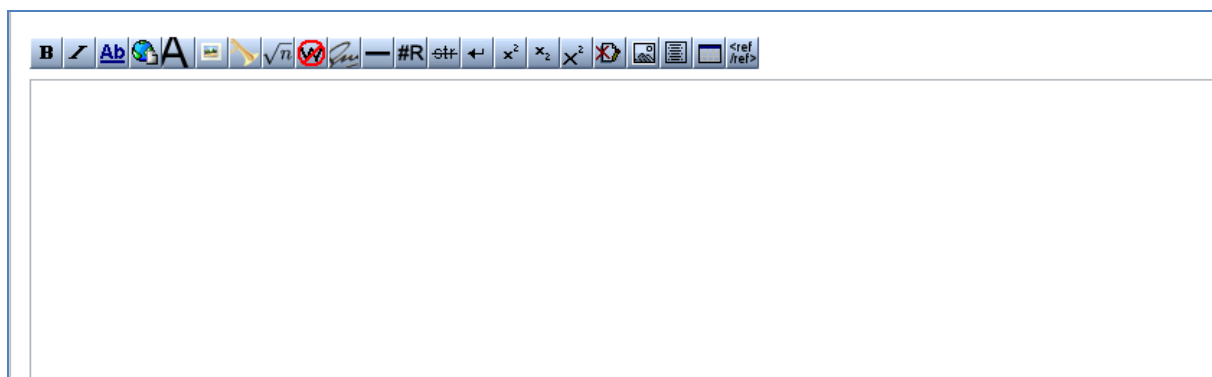 B I Ab A √n W #R str x² x₂ x² <ref /ref>